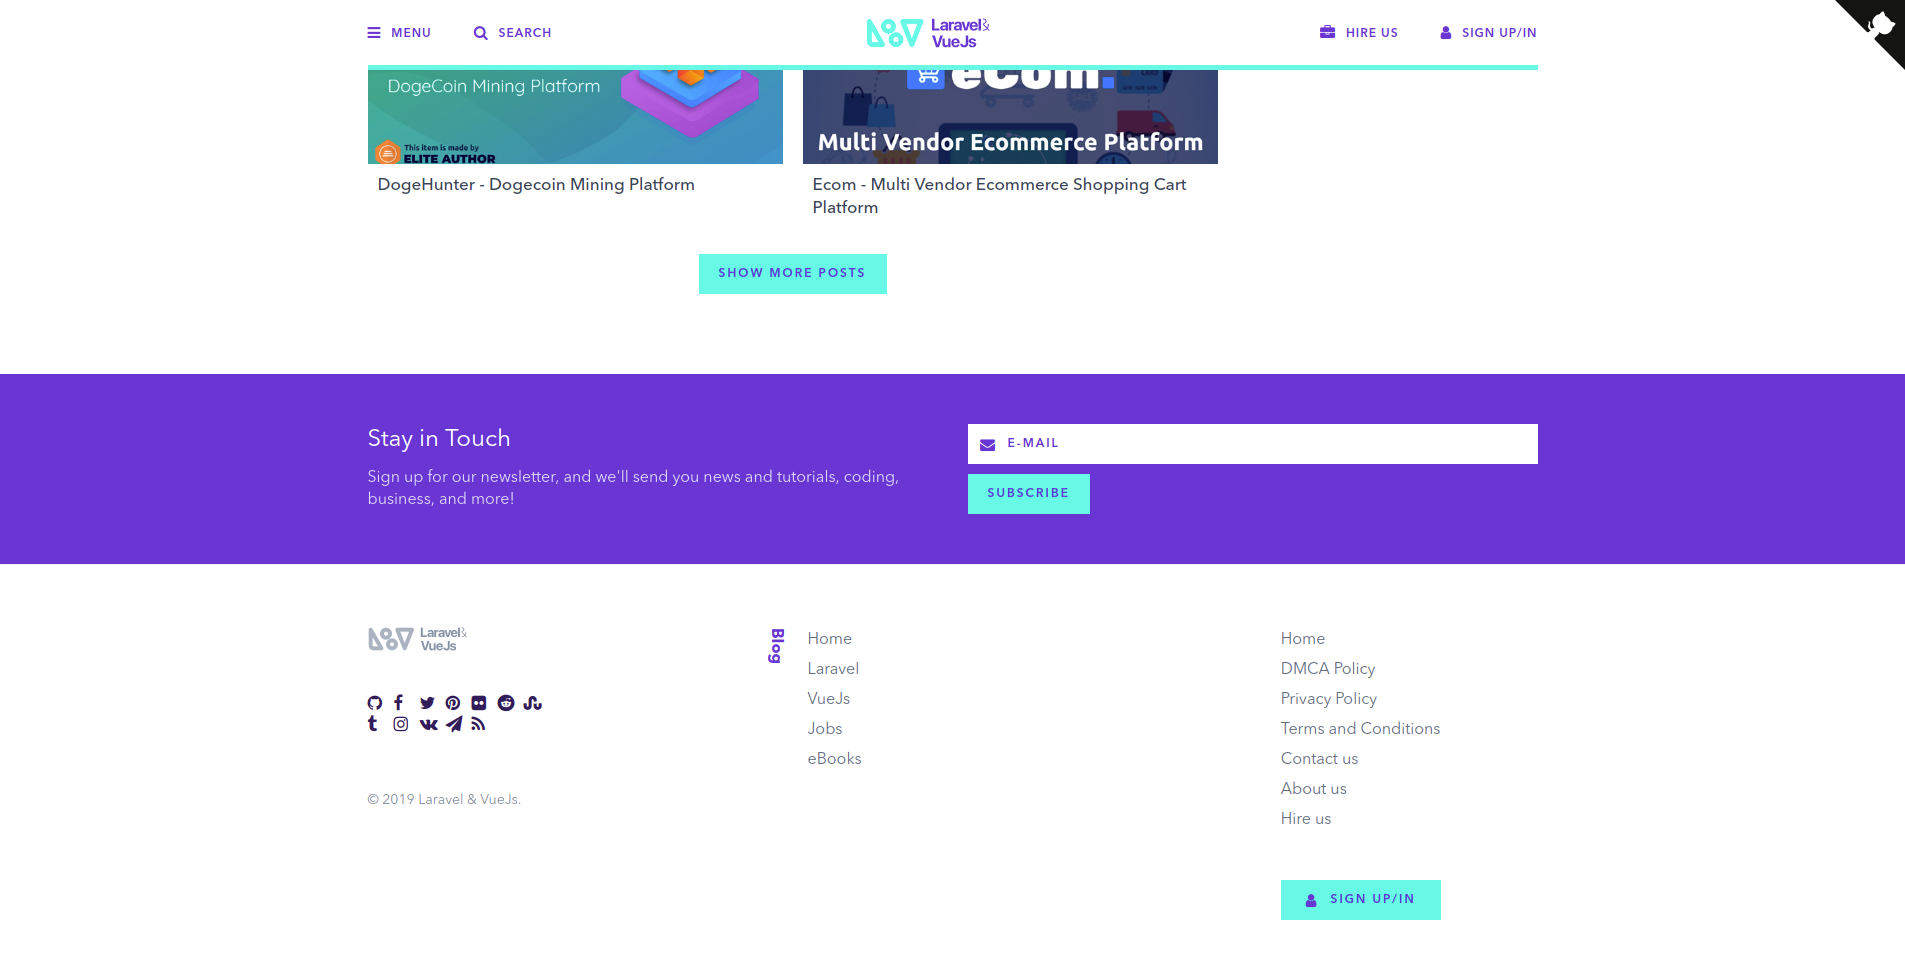 MENU
SEARCH
Laravel&
VueJs
HIRE US
SIGN UP/IN
DogeCoin Mining Platform
This item is made by
ELITE AUTHOR
eCom.
Multi Vendor Ecommerce Platform
DogeHunter - Dogecoin Mining Platform
Ecom - Multi Vendor Ecommerce Shopping Cart
Platform
SHOW MORE POSTS
Stay in Touch
Sign up for our newsletter, and we'll send you news and tutorials, coding,
business, and more!
E-MAIL
SUBSCRIBE
Laravel&
VueJs
© 2019 Laravel & VueJs.
Blog
Home
Laravel
VueJs
Jobs
eBooks
Home
DMCA Policy
Privacy Policy
Terms and Conditions
Contact us
About us
Hire us
SIGN UP/IN